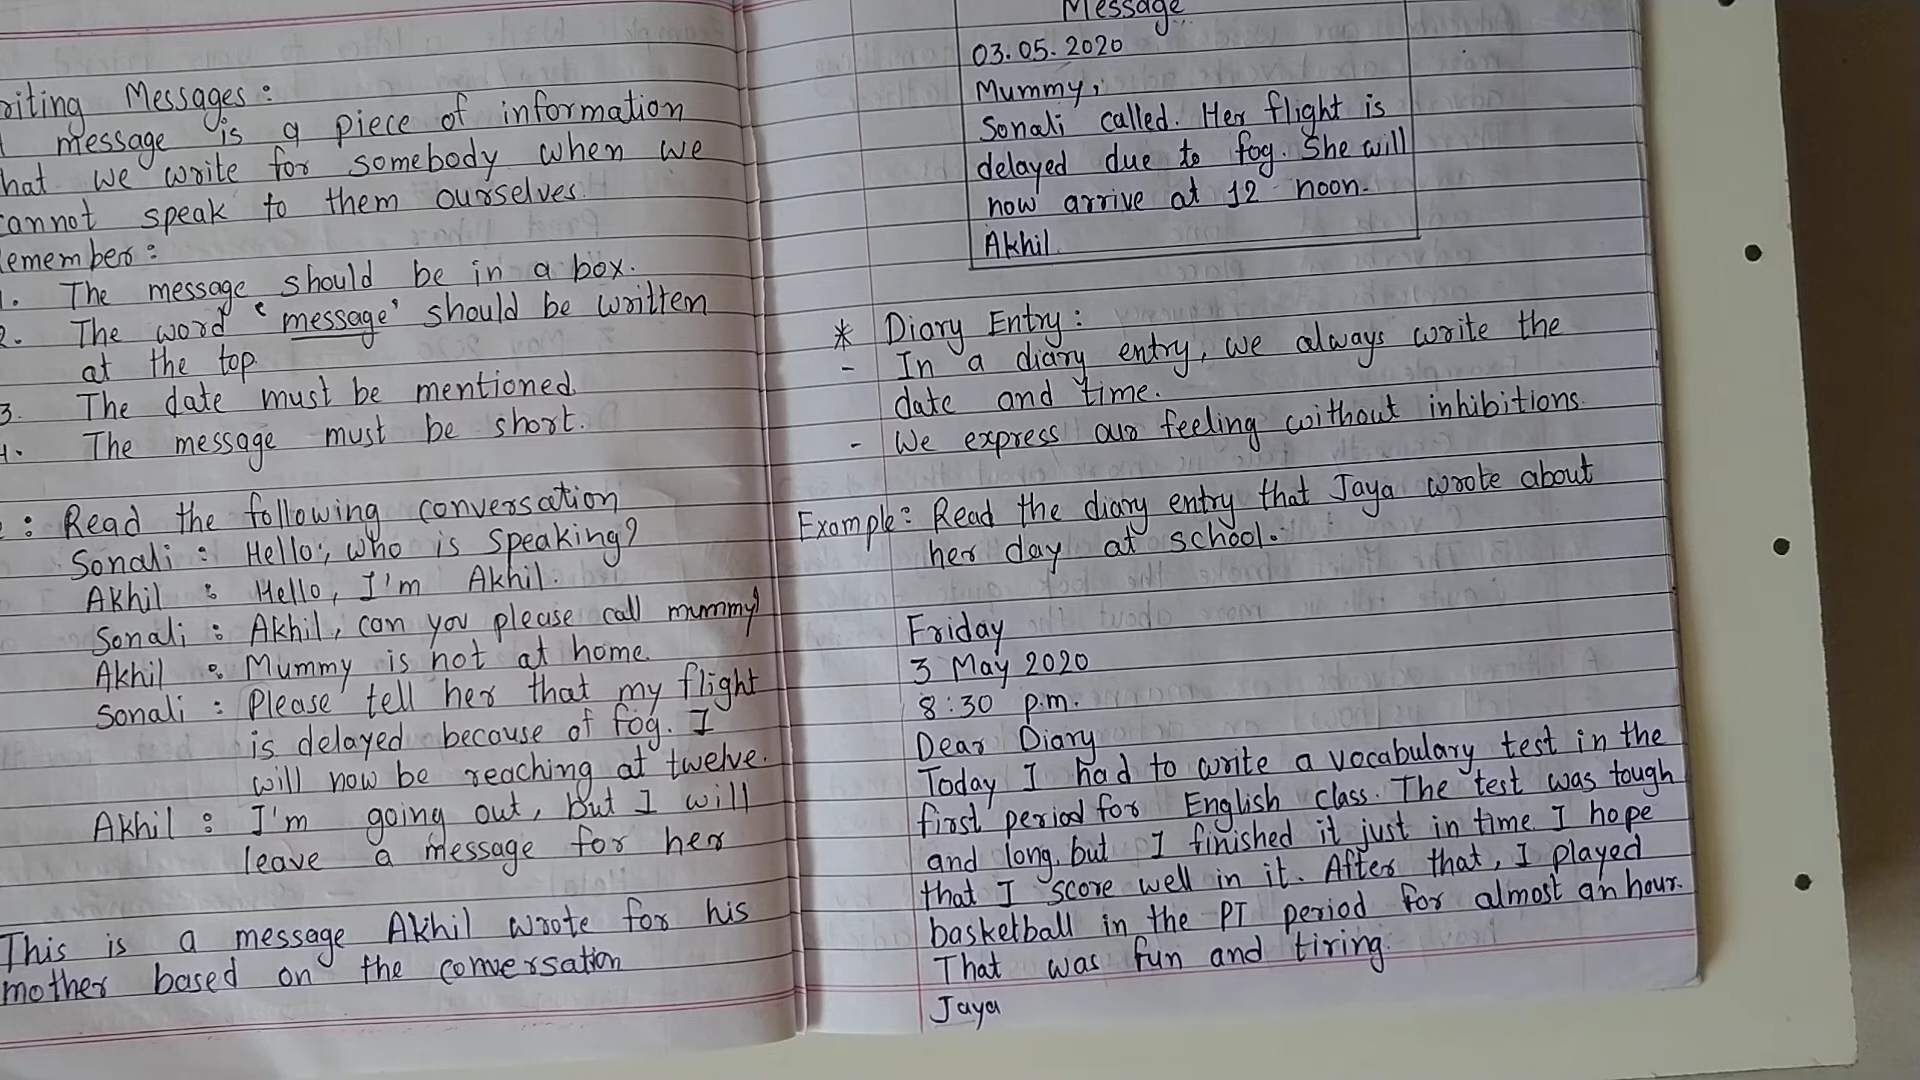 riting Messages:
message is a piece of information
hat we write for somebody when we
cannot speak to them ourselves.
emember:
1. The message should be in a box.
2. The word 'message' should be written
at the top.
3. The date must be mentioned.
4. The message must be short.
: Read the following conversation
Sonali : Hello, who is speaking?
Akhil : Hello, I'm Akhil.
Sonali : Akhil, can you please call mummy?
Akhil : Mummy is not at home.
Sonali : Please tell her that my flight
is delayed because of fog. I
will now be reaching at twelve.
Akhil : I'm going out, but I will
leave a message for her
This is a message Akhil wrote for his
mother based on the conversation
Message
03.05.2020
Mummy,
Sonali called. Her flight is
delayed due to fog. She will
now arrive at 12 noon.
Akhil.
* Diary Entry:
- In a diary entry, we always write the
date and time.
- We express our feeling without inhibitions.
Example: Read the diary entry that Jaya wrote about
her day at school.
Friday
3 May 2020
8:30 p.m.
Dear Diary
Today I had to write a vocabulary test in the
first period for English class. The test was tough
and long, but I finished it just in time. I hope
that I score well in it. After that, I played
basketball in the PT period for almost an hour.
That was fun and tiring.
Jaya